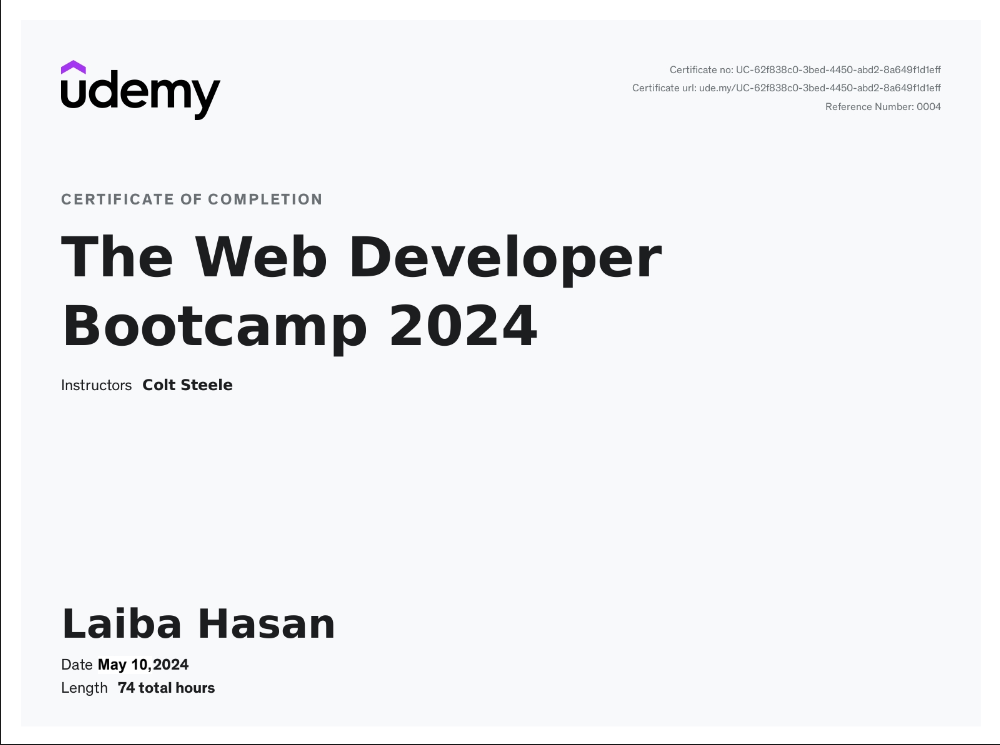 udemy
Certificate no: UC-62f838c0-3bed-4450-abd2-8a649f1d1eff
Certificate url: ude.my/UC-62f838c0-3bed-4450-abd2-8a649f1d1eff
Reference Number: 0004
CERTIFICATE OF COMPLETION
The Web Developer
Bootcamp 2024
Instructors Colt Steele
Laiba Hasan
Date May 10,2024
Length 74 total hours